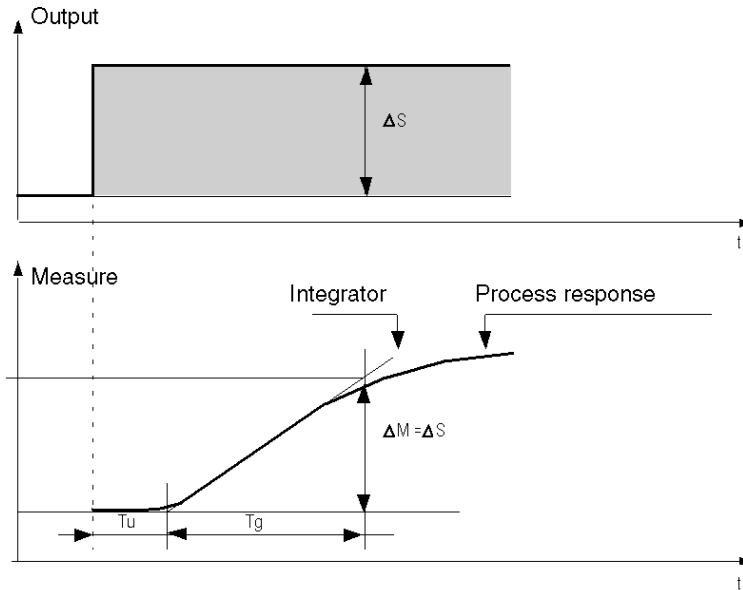 Output
ΔS
t
Measure
Integrator
Process response
ΔM=ΔS
Tu
Tg
t